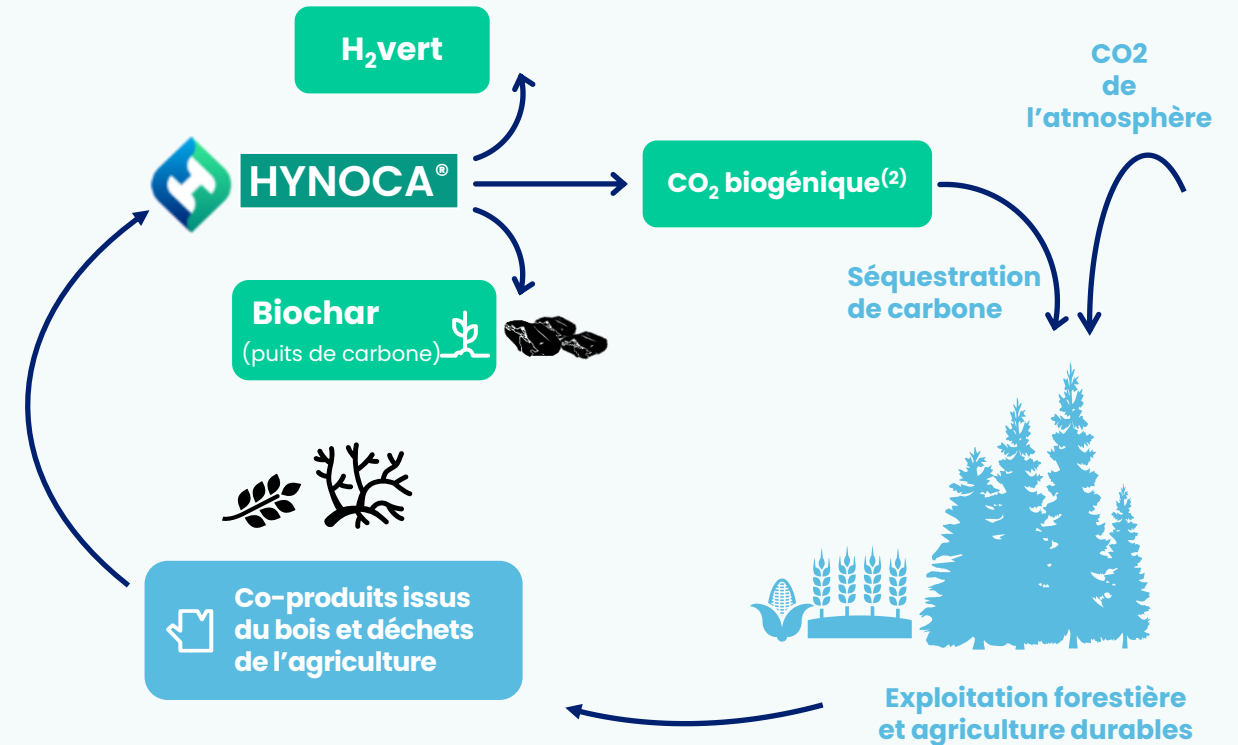 H₂vert
CO2
de
l’atmosphère
HYNOCA®
CO₂ biogénique⁽²⁾
Séquestration
de carbone
Biochar
(puits de carbone)
Co-produits issus
du bois et déchets
de l’agriculture
Exploitation forestière
et agriculture durables